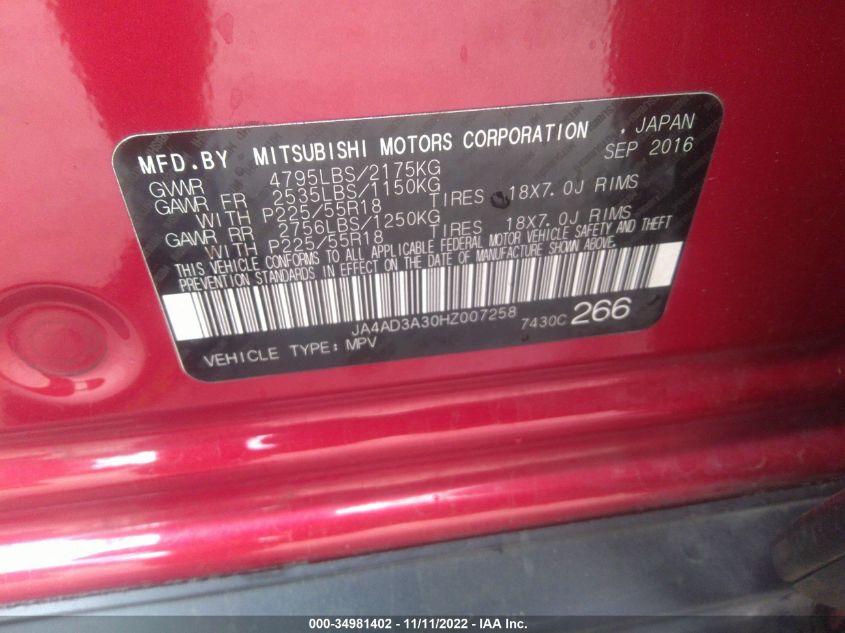 MFD.BY MITSUBISHI MOTORS CORPORATION , JAPAN
SEP 2016
GVWR 4795LBS/2175KG
GAWR FR 2535LBS/1150KG TIRES 18X7.0J RIMS
WITH P225/55R18
GAWR RR 2756LBS/1250KG TIRES 18X7.0J RIMS
WITH P225/55R18
THIS VEHICLE CONFORMS TO ALL APPLICABLE FEDERAL MOTOR VEHICLE SAFETY AND THEFT
PREVENTION STANDARDS IN EFFECT ON THE DATE OF MANUFACTURE SHOWN ABOVE.
JA4AD3A30HZ007258 7430C 266
VEHICLE TYPE: MPV
000-34981402 - 11/11/2022 - IAA Inc.